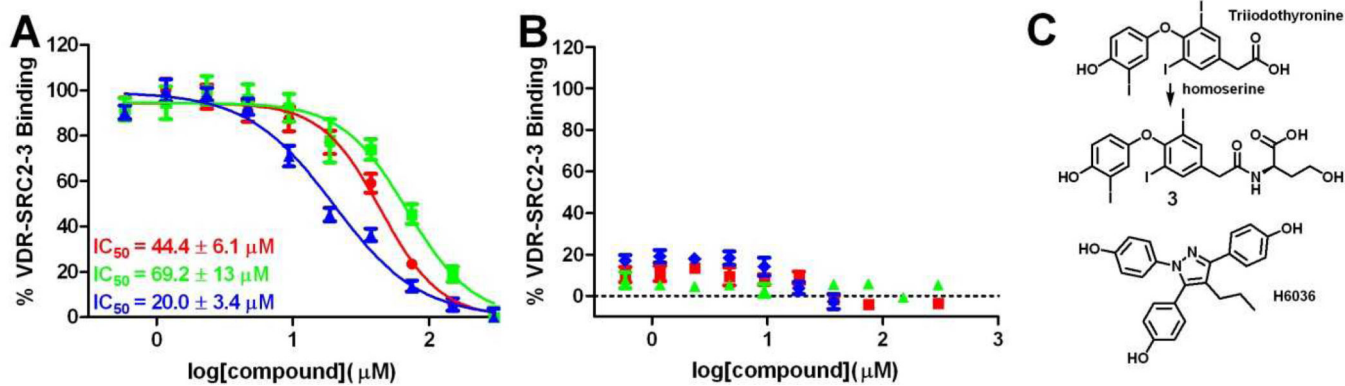 A
% VDR-SRC2-3 Binding
120
100
80
60
40
20
0
IC50 = 44.4 ± 6.1 μM
IC50 = 69.2 ± 13 μM
IC50 = 20.0 ± 3.4 μM
0
1
2
log[compound](μM)
B
% VDR-SRC2-3 Binding
120
100
80
60
40
20
0
0
1
2
3
log[compound](μM)
C
I
Triiodothyronine
O
O
HO
I
I
OH
homoserine
I
O
OH
O
O
HO
I
I
N
H
OH
3
HO
OH
N
N
H6036
HO